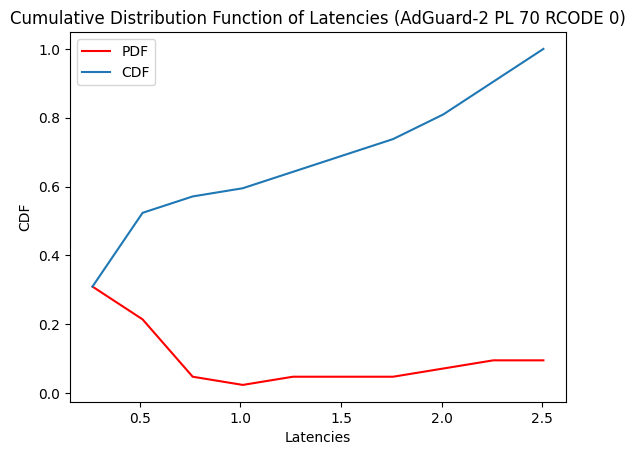 Cumulative Distribution Function of Latencies (AdGuard-2 PL 70 RCODE 0)
PDF
CDF
1.0
0.8
0.6
0.4
0.2
0.0
CDF
0.5
1.0
1.5
2.0
2.5
Latencies